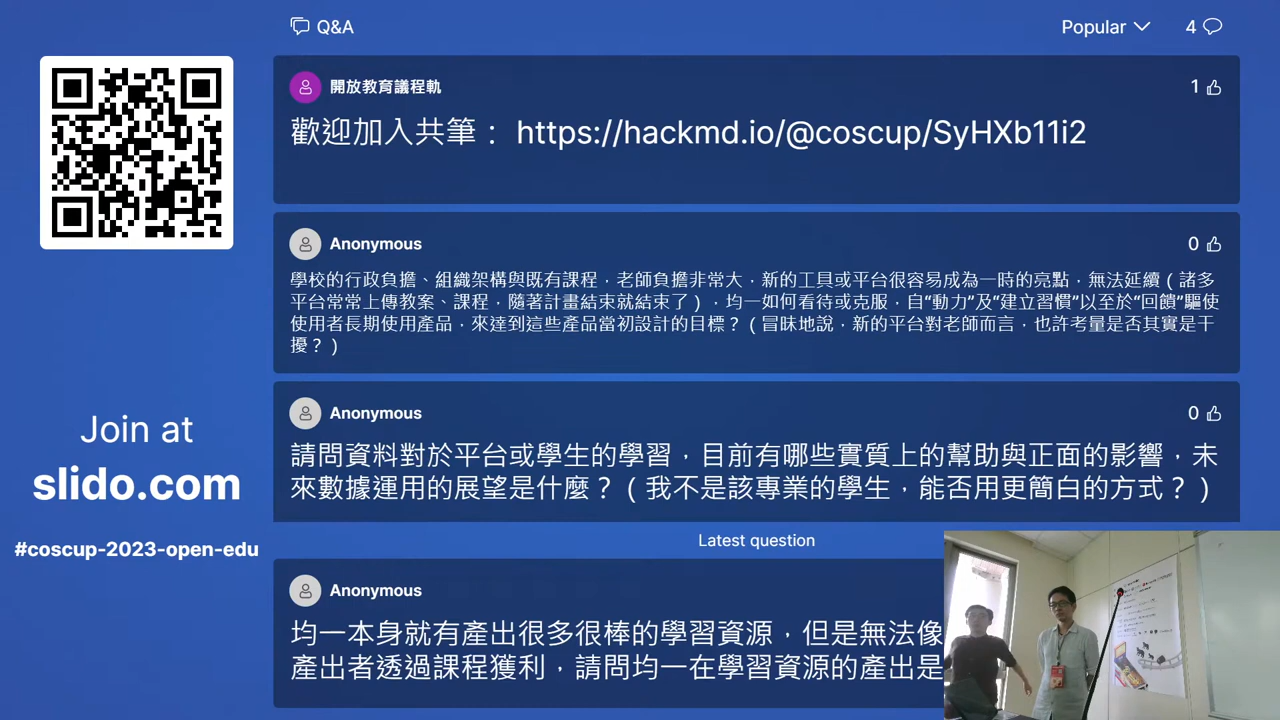 Q&A
Popular
4
開放教育議程軌
1
歡迎加入共筆： https://hackmd.io/@coscup/SyHXb11i2
Anonymous
0
學校的行政負擔、組織架構與既有課程，老師負擔非常大，新的工具或平台很容易成為一時的亮點，無法延續（諸多
平台常常上傳教案、課程，隨著計畫結束就結束了），均一如何看待或克服，自“動力”及“建立習慣”以至於“回饋”驅使
使用者長期使用產品，來達到這些產品當初設計的目標？（冒昧地說，新的平台對老師而言，也許考量是否其實是干
擾？）
Anonymous
0
請問資料對於平台或學生的學習，目前有哪些實質上的幫助與正面的影響，未
來數據運用的展望是什麼？（我不是該專業的學生，能否用更簡白的方式？）
Latest question
Anonymous
均一本身就有產出很多很棒的學習資源，但是無法像
產出者透過課程獲利，請問均一在學習資源的產出是
Join at
slido.com
#coscup-2023-open-edu